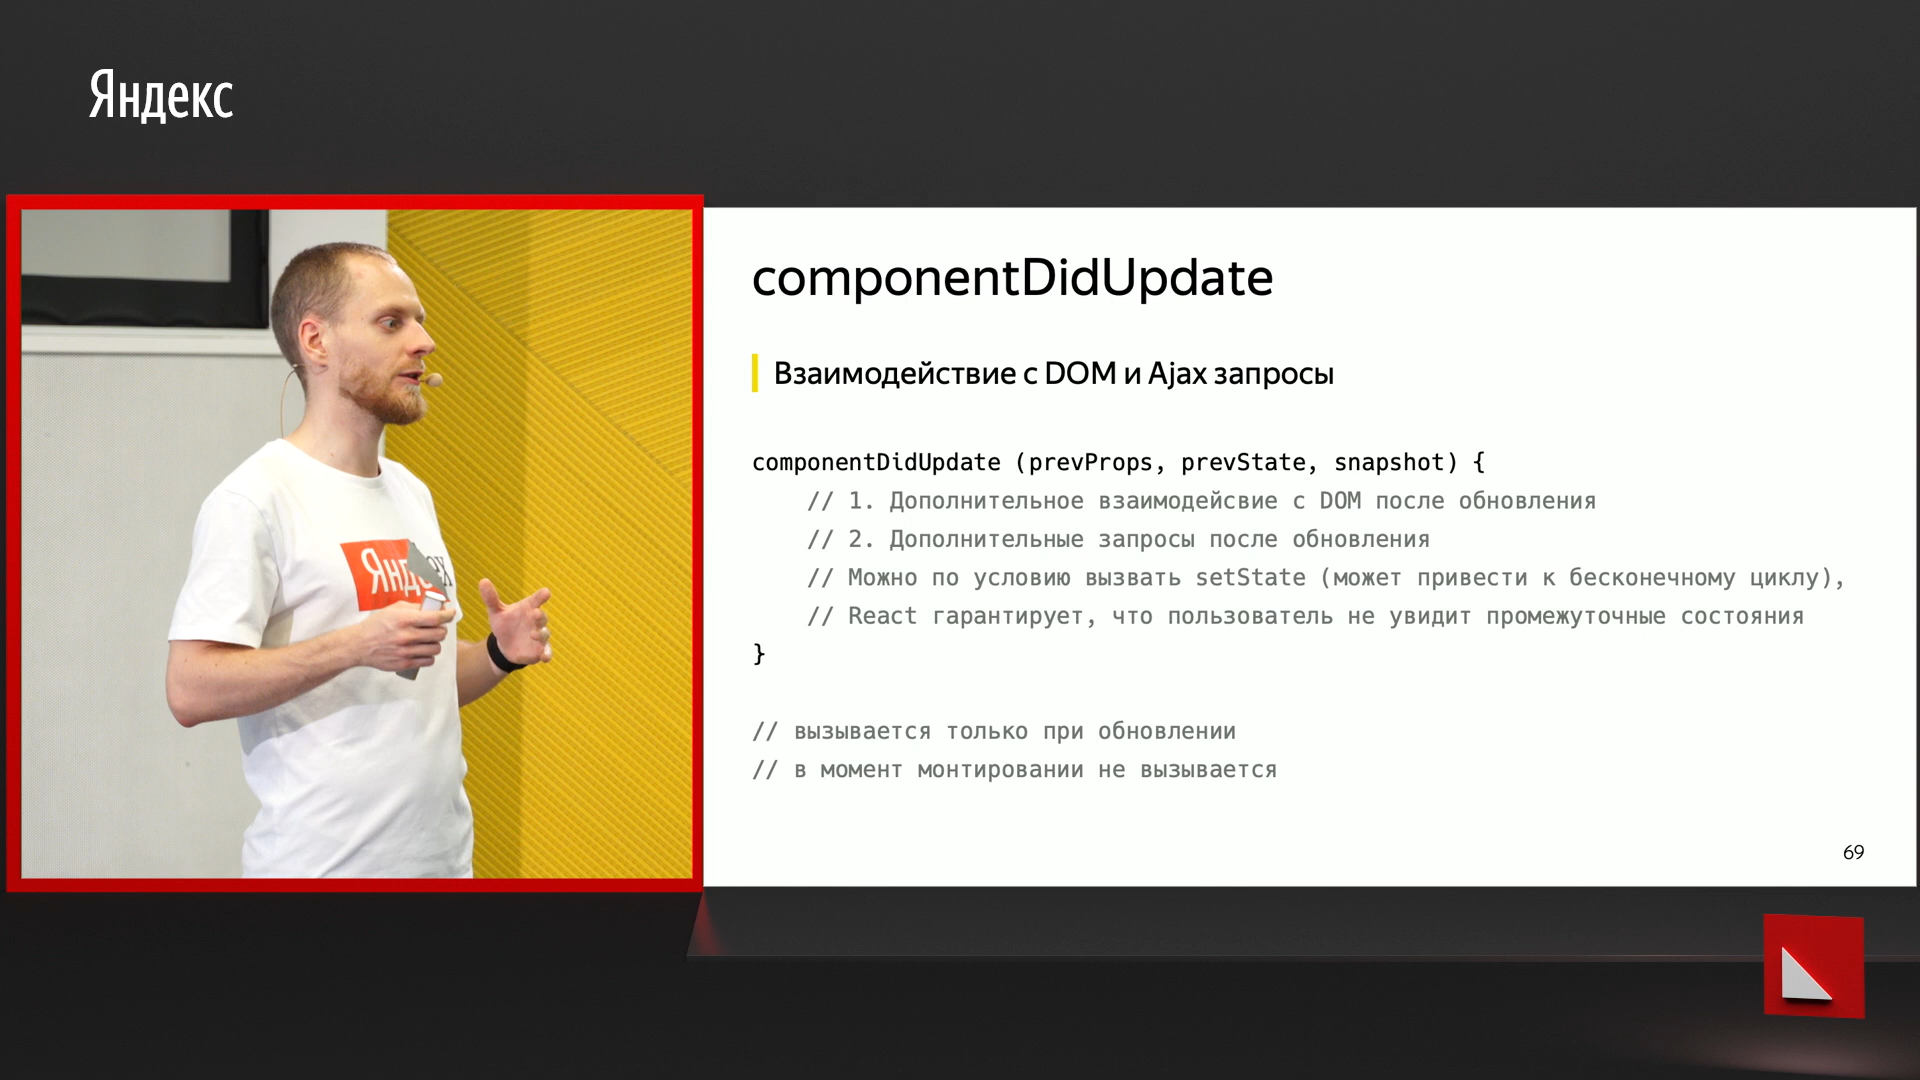 Яндекс
componentDidUpdate
Взаимодействие с DOM и Ajax запросы
componentDidUpdate (prevProps, prevState, snapshot) {
// 1. Дополнительное взаимодейсвие с DOM после обновления
// 2. Дополнительные запросы после обновления
// Можно по условию вызвать setState (может привести к бесконечному циклу),
// React гарантирует, что пользователь не увидит промежуточные состояния
}
// вызывается только при обновлении
// в момент монтировании не вызывается
69